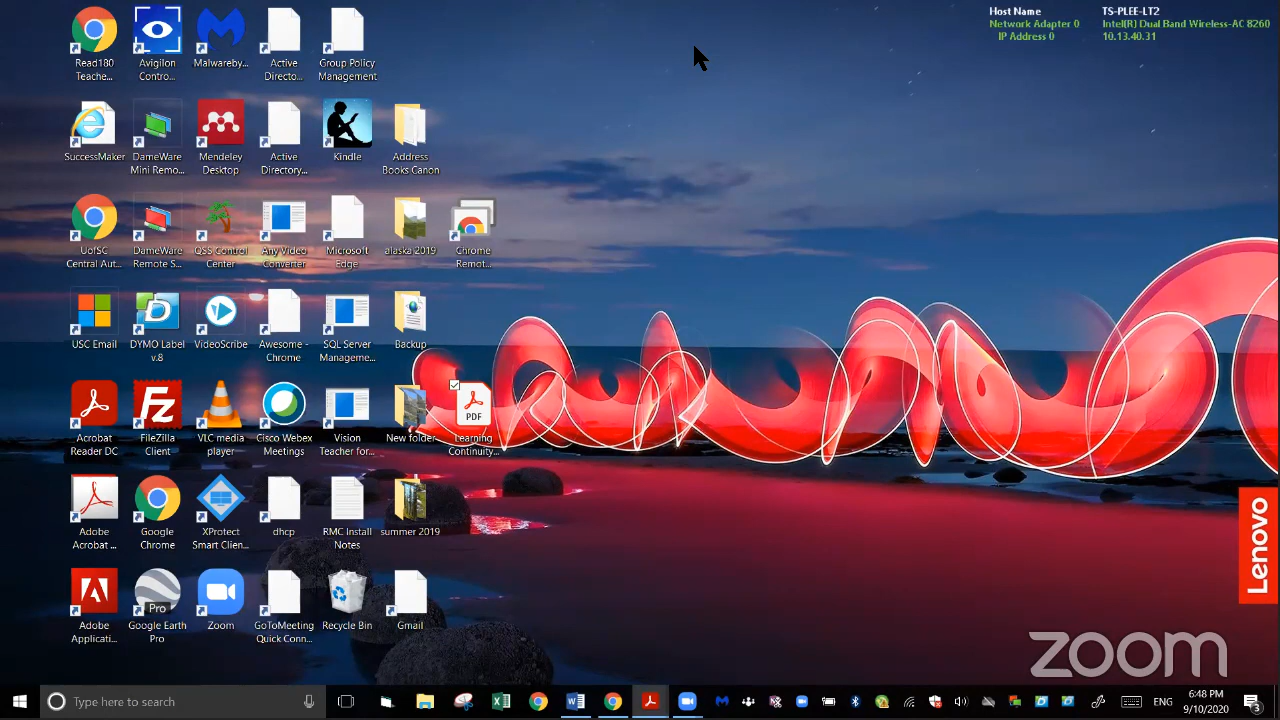 Host Name TS-PLEE-LT2
Network Adapter 0 Intel(R) Dual Band Wireless-AC 8260
IP Address 0 10.13.40.31
Read180 Teache...
Avigilon Contro...
Malwareby...
Active Directo...
Group Policy Management
SuccessMaker
DameWare Mini Remo...
Mendeley Desktop
Active Directory...
Kindle
Address Books Canon
UofSC Central Aut...
DameWare Remote S...
QSS Control Center
Any Video Converter
Microsoft Edge
alaska 2019
Chrome Remot...
USC Email
DYMO Label v.8
VideoScribe
Awesome - Chrome
SQL Server Manageme...
Backup
Acrobat Reader DC
FileZilla Client
VLC media player
Cisco Webex Meetings
Vision Teacher for...
New folder
PDF
Learning Continuity...
Adobe Acrobat ...
Google Chrome
XProtect Smart Clien...
dhcp
RMC Install Notes
summer 2019
Adobe Applicati...
Pro
Google Earth Pro
Zoom
GoToMeeting Quick Conn...
Recycle Bin
Gmail
Lenovo
zoom
Type here to search
ENG
6:48 PM
9/10/2020
3